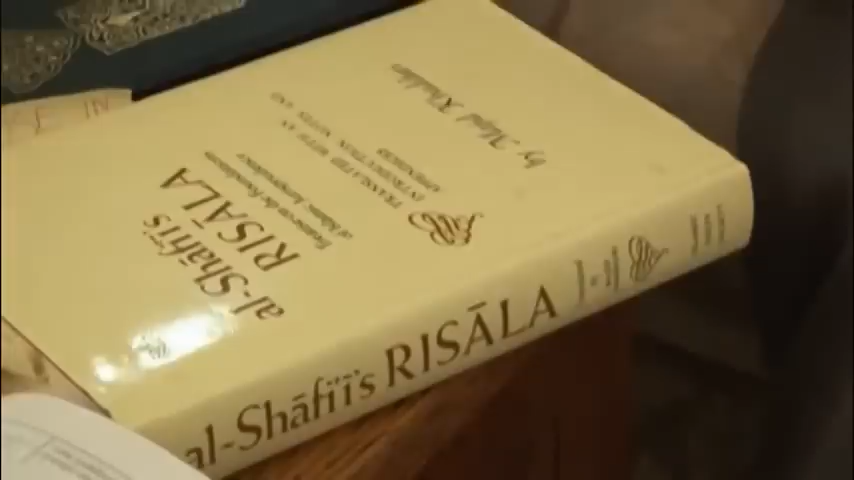 al-Shāfiʿī's
RISĀLA
Treatise on the Foundations
of Islamic Jurisprudence
TRANSLATED WITH AN
INTRODUCTION, NOTES, AND
APPENDICES
by Majid Khadduri
al-Shāfiʿī's RISĀLA